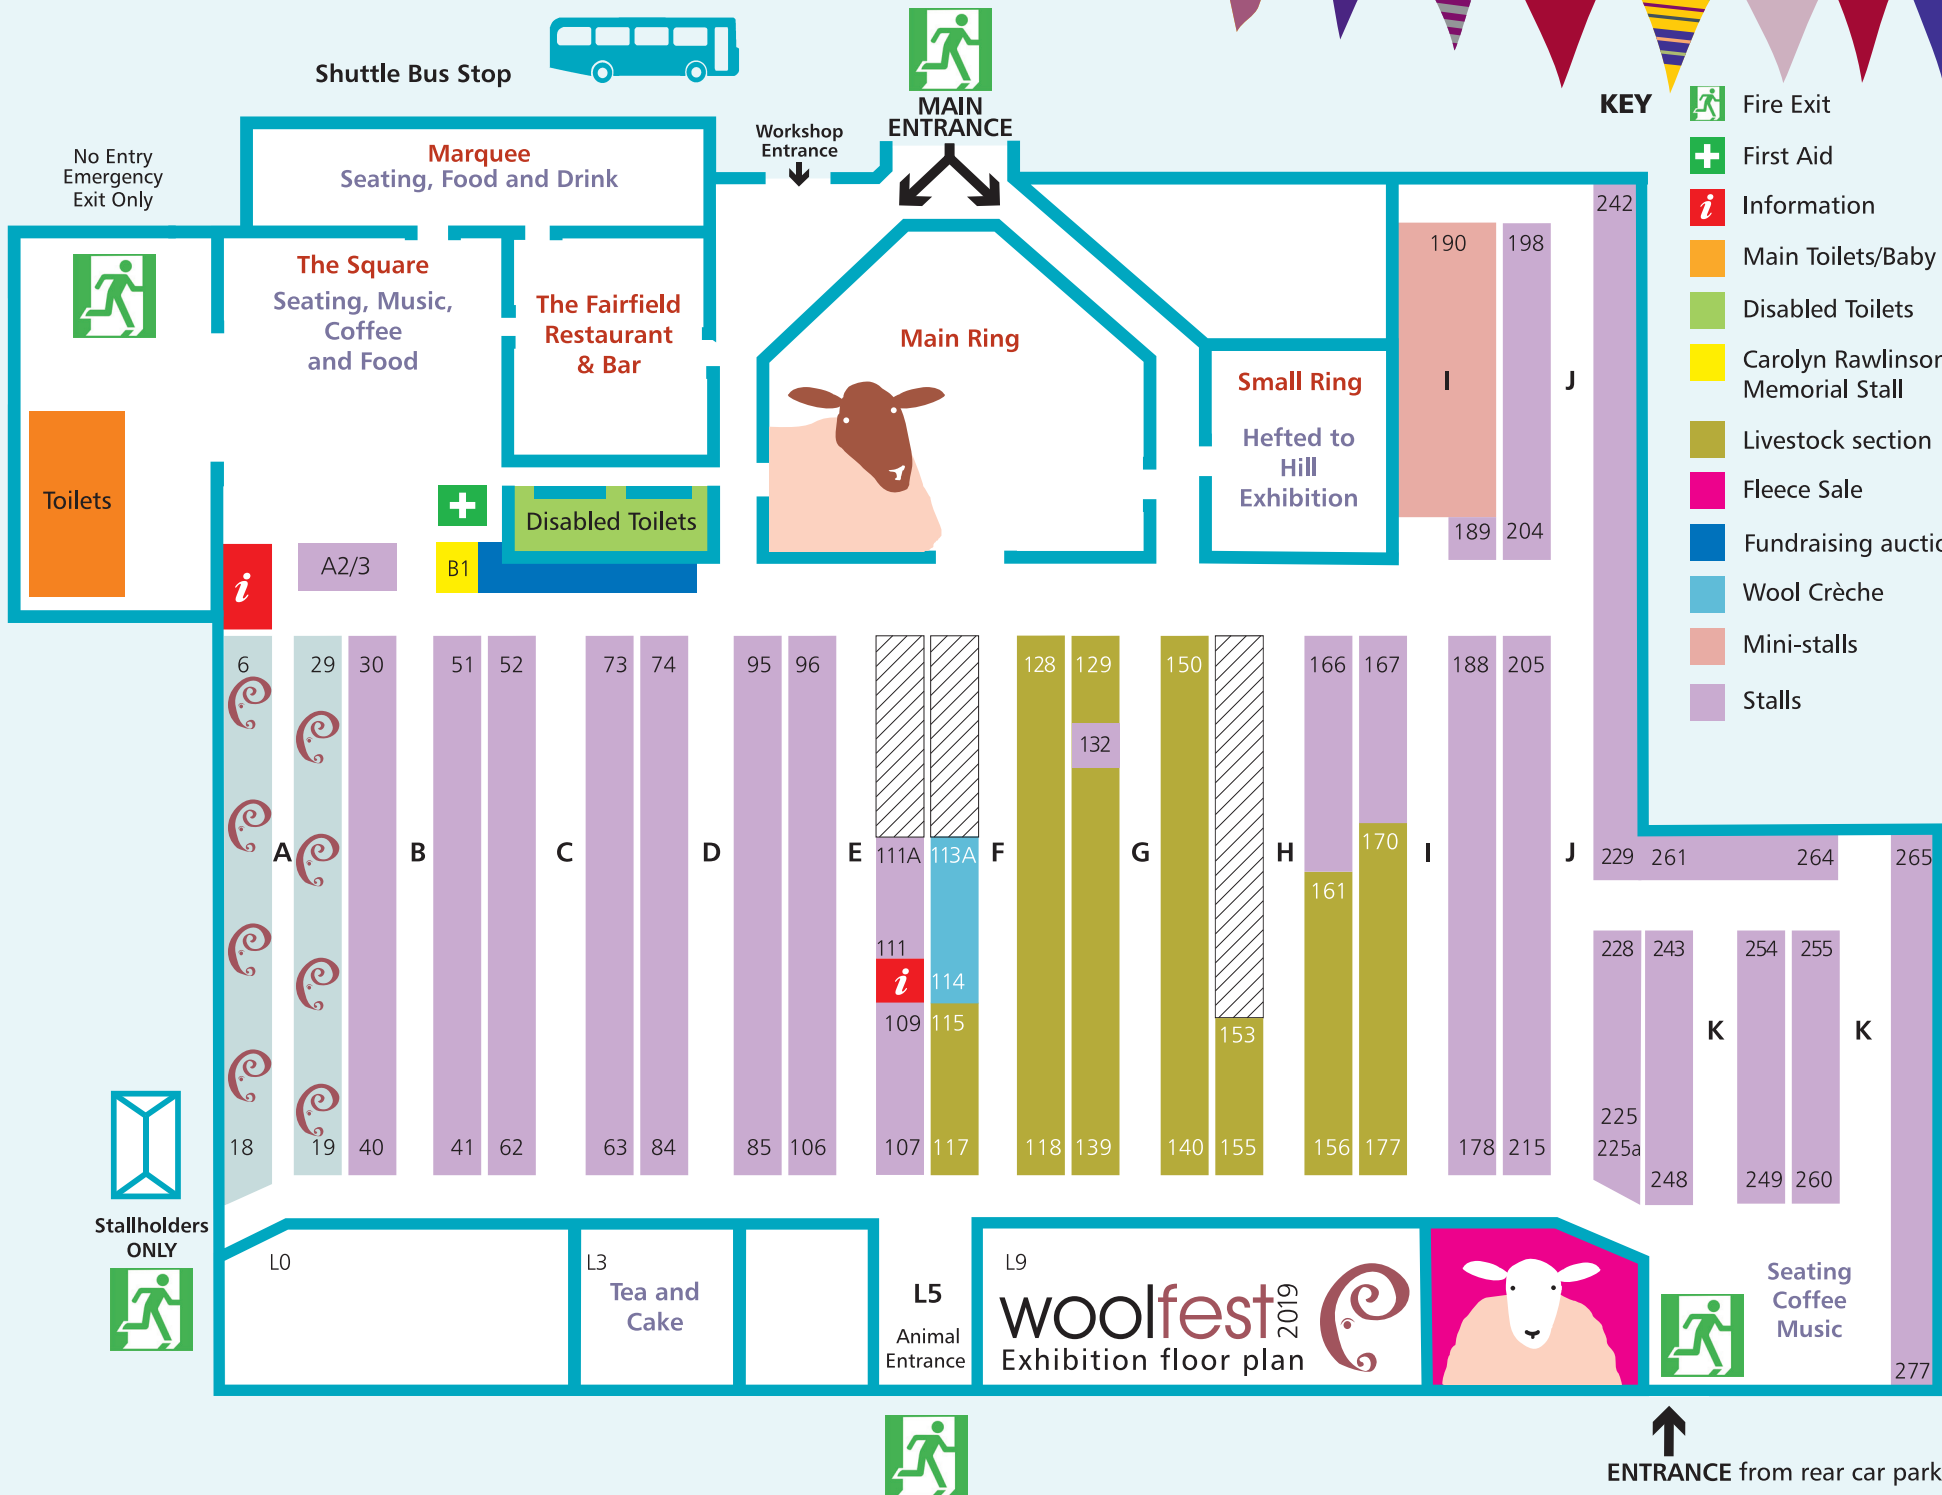 Shuttle Bus Stop
MAIN
ENTRANCE
Workshop
Entrance
No Entry
Emergency
Exit Only
Marquee
Seating, Food and Drink
The Square
Seating, Music,
Coffee
and Food
The Fairfield
Restaurant
& Bar
Main Ring
Small Ring
Hefted to
Hill
Exhibition
Toilets
Disabled Toilets
KEY
Fire Exit
First Aid
i Information
Main Toilets/Baby
Disabled Toilets
Carolyn Rawlinson
Memorial Stall
Livestock section
Fleece Sale
Fundraising auctio
Wool Crèche
Mini-stalls
Stalls
242
190 198
I J
189 204
i A2/3 B1
6 29 30 51 52 73 74 95 96 128 129 150 166 167 188 205
132
A B C D E 111A 113A F G H 170 I J 229 261 264 265
161
111 228 243 254 255
i 114
109 115 153 K K
225
18 19 40 41 62 63 84 85 106 107 117 118 139 140 155 156 177 178 215 225a
248 249 260
Stallholders
ONLY
L0
L3
Tea and
Cake
L5
Animal
Entrance
L9
woolfest 2019
Exhibition floor plan
Seating
Coffee
Music
277
ENTRANCE from rear car park